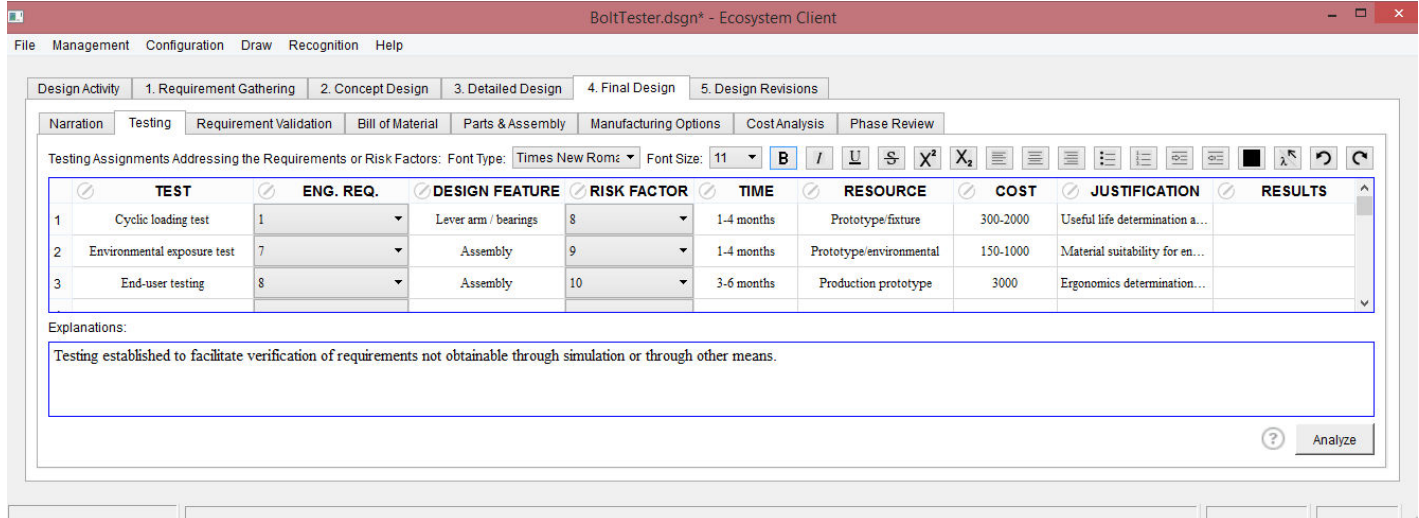 BoltTester.dsgn* - Ecosystem Client
File Management Configuration Draw Recognition Help
Design Activity 1. Requirement Gathering 2. Concept Design 3. Detailed Design 4. Final Design 5. Design Revisions
Narration Testing Requirement Validation Bill of Material Parts & Assembly Manufacturing Options Cost Analysis Phase Review
Testing Assignments Addressing the Requirements or Risk Factors: Font Type: Times New Roma Font Size: 11 B I U S X² X₂
TEST ENG. REQ. DESIGN FEATURE RISK FACTOR TIME RESOURCE COST JUSTIFICATION RESULTS
1 Cyclic loading test 1 Lever arm / bearings 8 1-4 months Prototype/fixture 300-2000 Useful life determination a...
2 Environmental exposure test 7 Assembly 9 1-4 months Prototype/environmental 150-1000 Material suitability for en...
3 End-user testing 8 Assembly 10 3-6 months Production prototype 3000 Ergonomics determination...
Explanations:
Testing established to facilitate verification of requirements not obtainable through simulation or through other means.
? Analyze